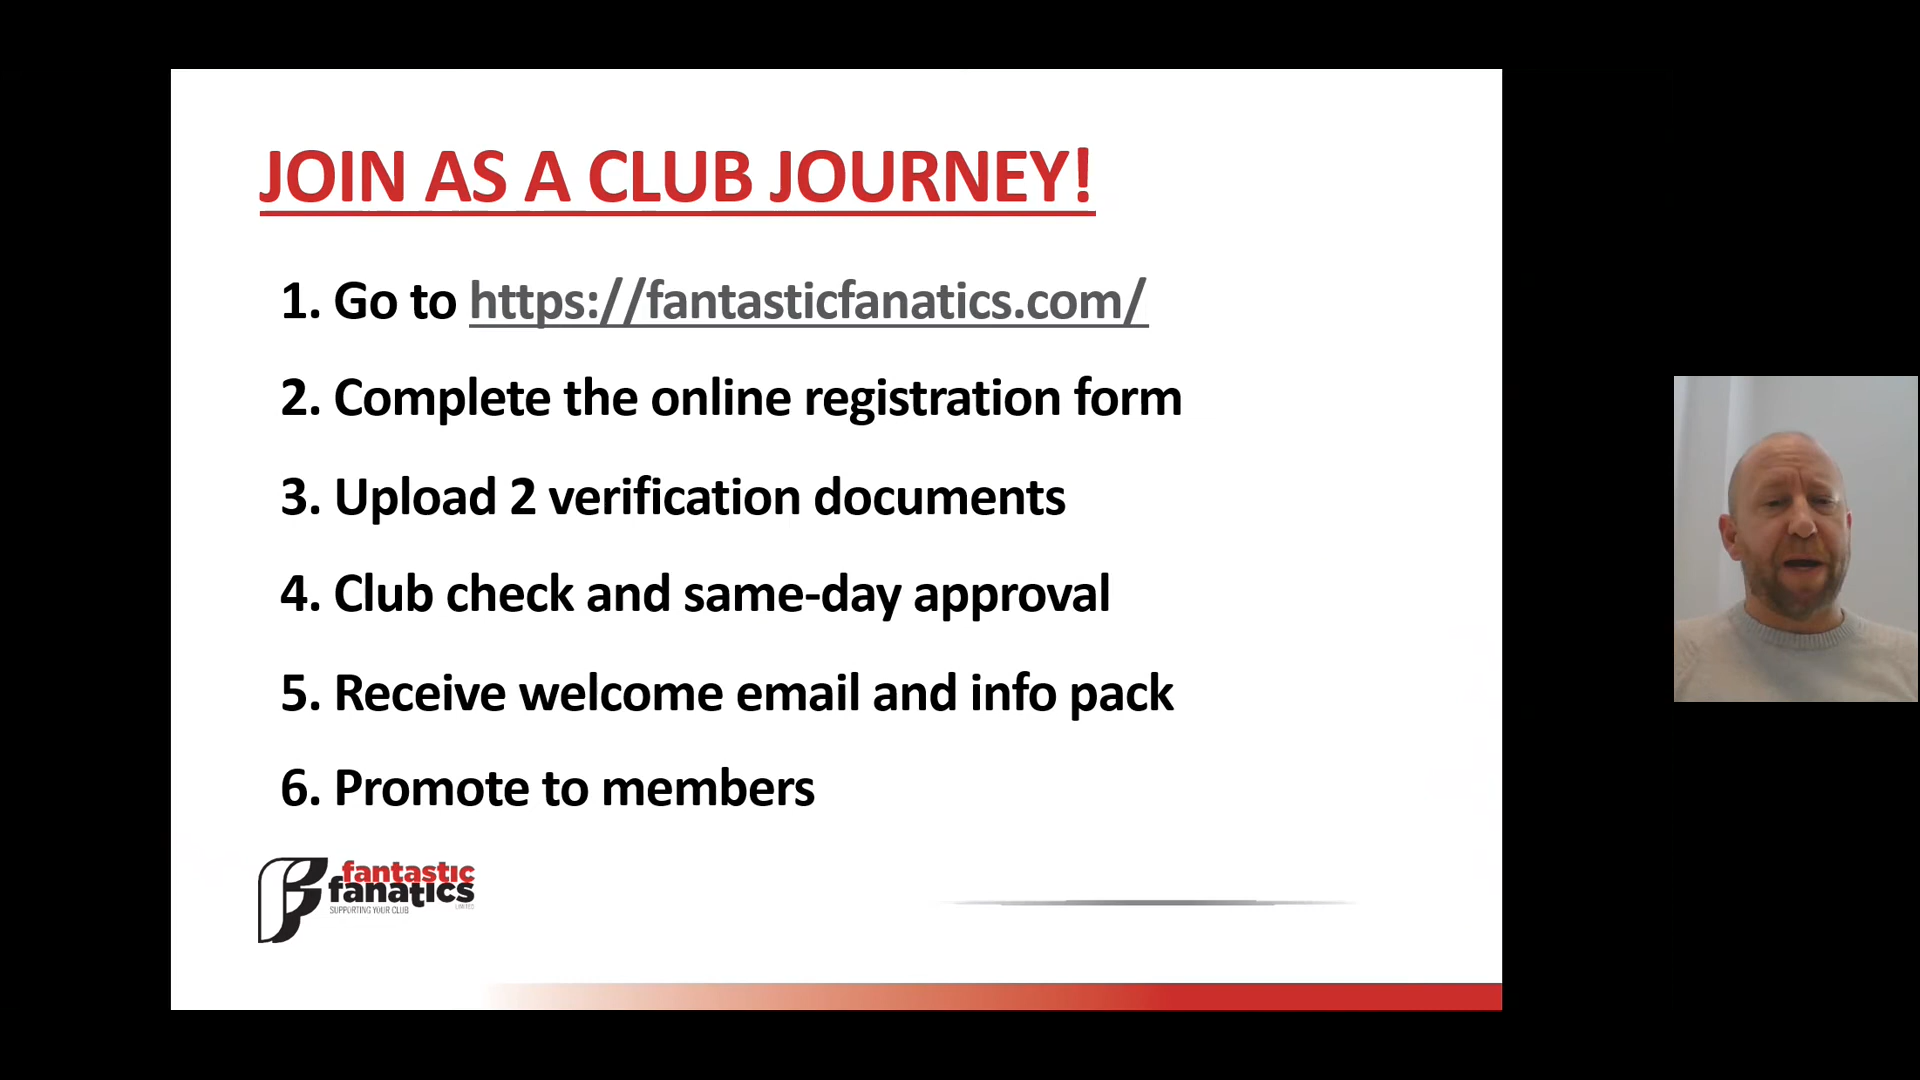 JOIN AS A CLUB JOURNEY!
1. Go to https://fantasticfanatics.com/
2. Complete the online registration form
3. Upload 2 verification documents
4. Club check and same-day approval
5. Receive welcome email and info pack
6. Promote to members
fantastic
fanatics
LIMITED
SUPPORTING YOUR CLUB